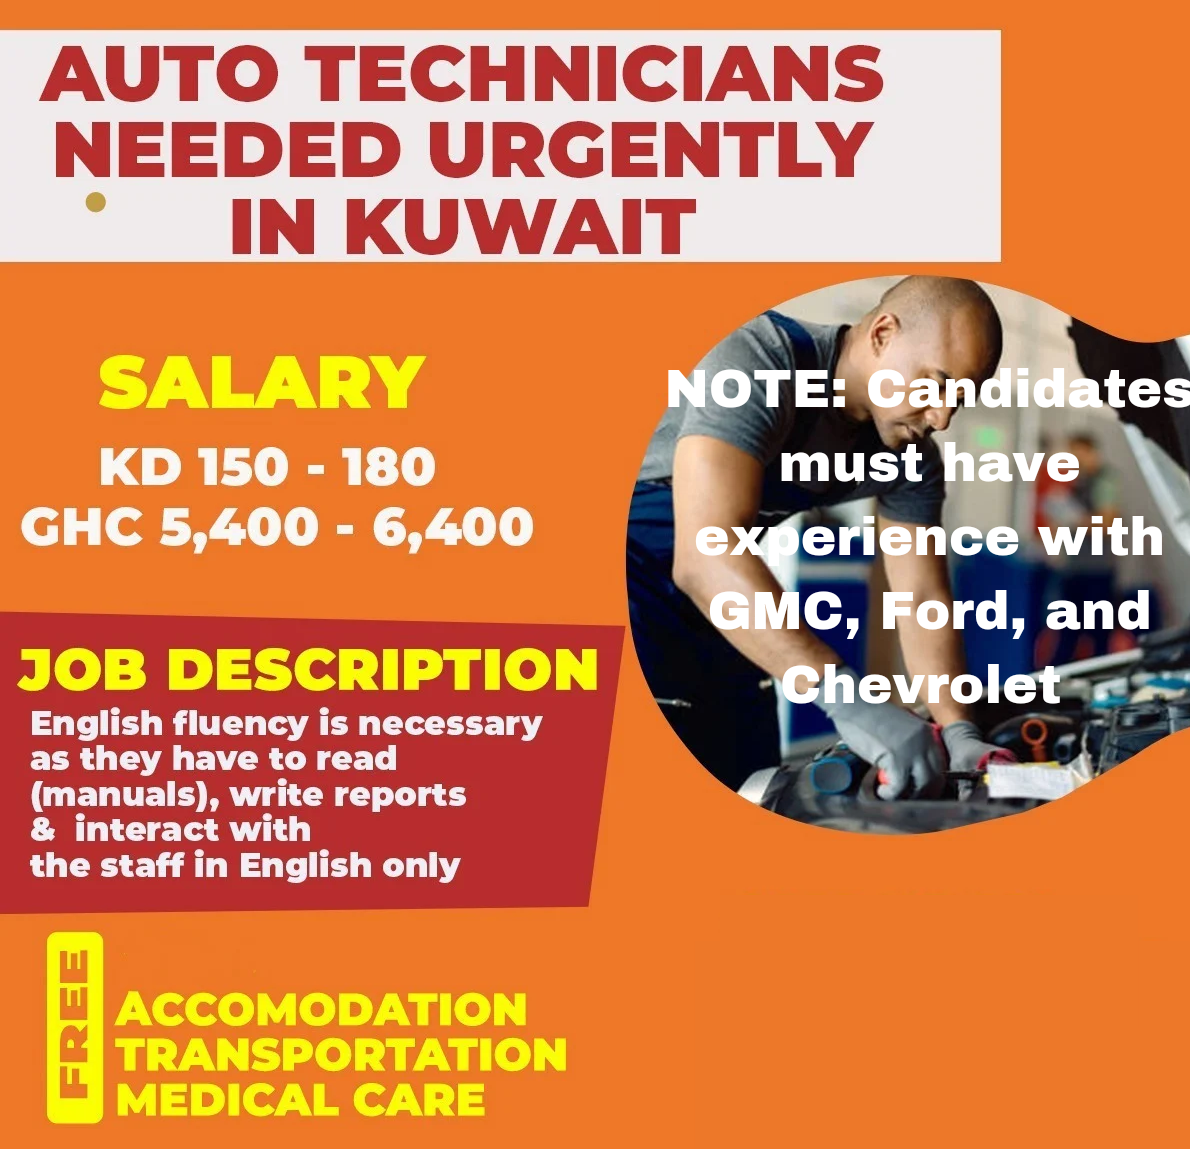 AUTO TECHNICIANS
NEEDED URGENTLY
IN KUWAIT
SALARY
KD 150 - 180
GHC 5,400 - 6,400
NOTE: Candidates
must have
experience with
GMC, Ford, and
Chevrolet
JOB DESCRIPTION
English fluency is necessary
as they have to read
(manuals), write reports
& interact with
the staff in English only
FREE
ACCOMODATION
TRANSPORTATION
MEDICAL CARE